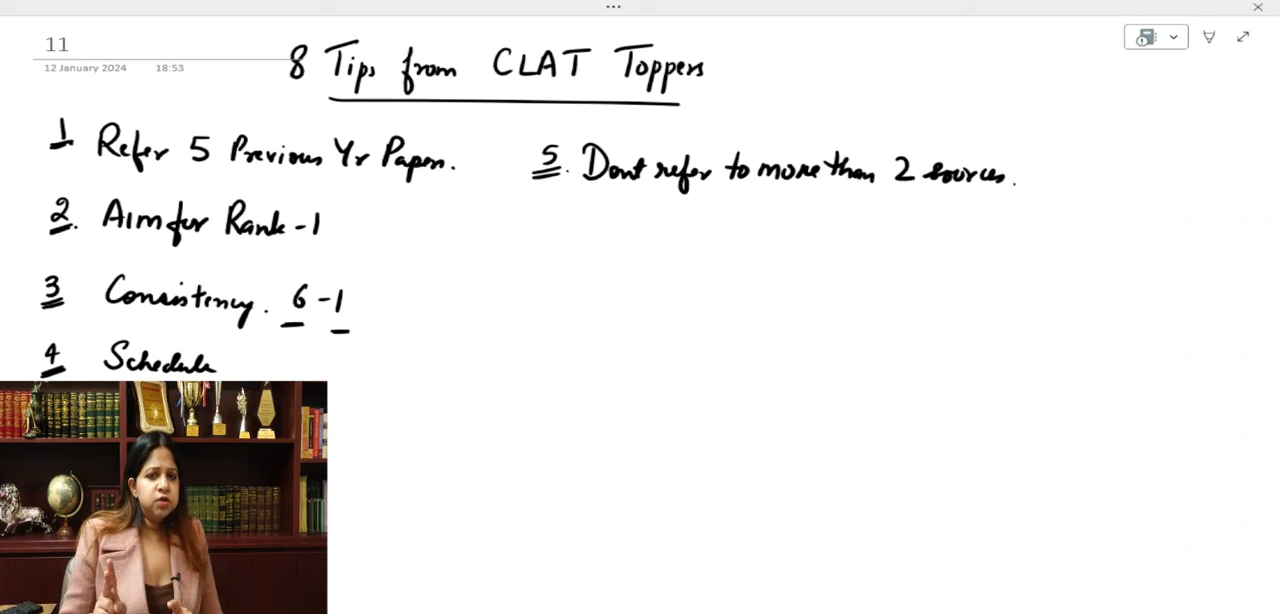 11
12 January 2024 18:53
8 Tips from CLAT Toppers
1 Refer 5 Previous Yr Papers.
2. Aim for Rank - 1
3 Consistency. 6 - 1
4 Schedule
5. Dont refer to more than 2 sources.